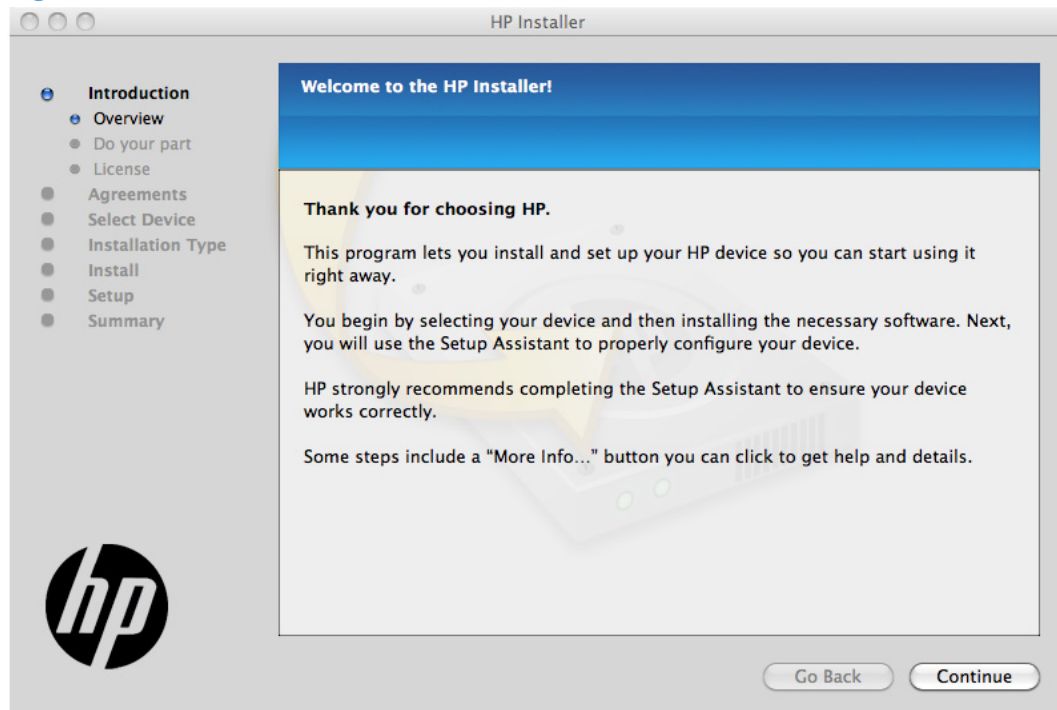 HP Installer
Introduction
Overview
Do your part
License
Agreements
Select Device
Installation Type
Install
Setup
Summary
Welcome to the HP Installer!
Thank you for choosing HP.
This program lets you install and set up your HP device so you can start using it
right away.
You begin by selecting your device and then installing the necessary software. Next,
you will use the Setup Assistant to properly configure your device.
HP strongly recommends completing the Setup Assistant to ensure your device
works correctly.
Some steps include a “More Info...” button you can click to get help and details.
hp
Go Back
Continue